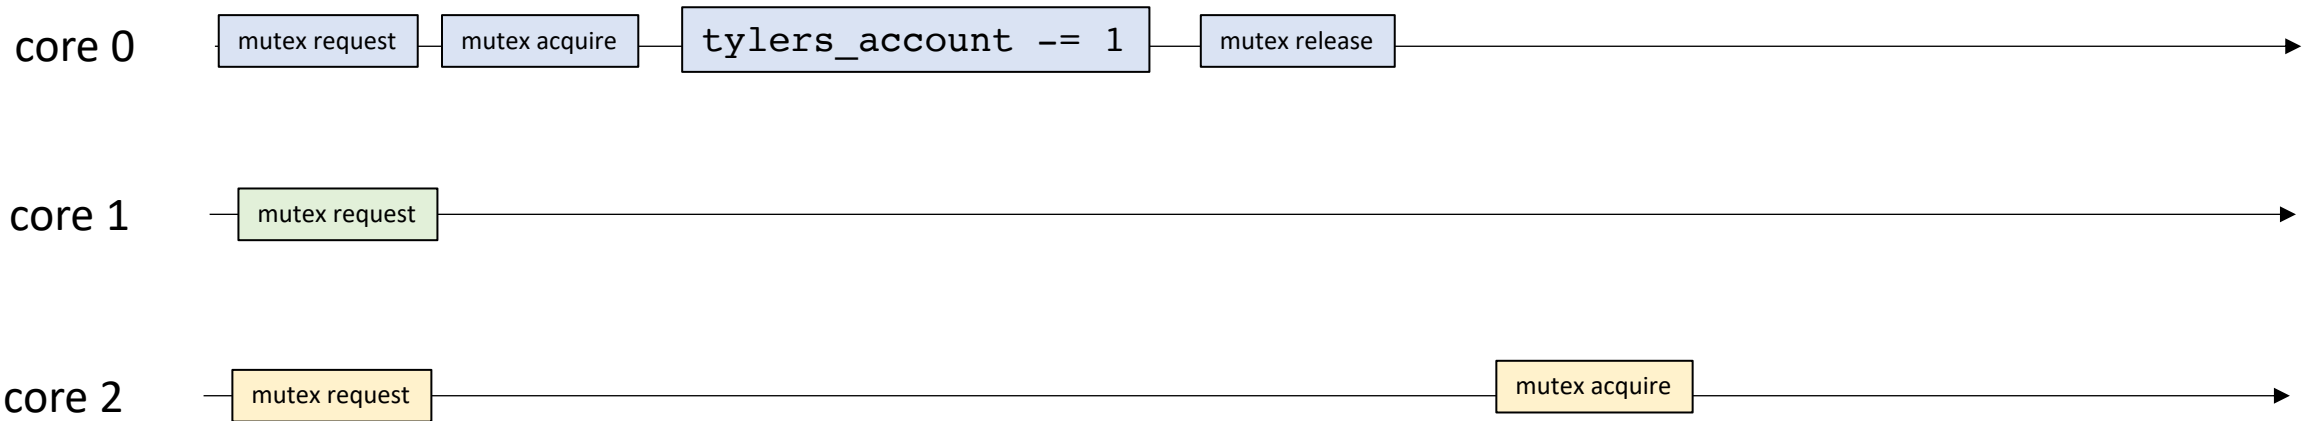 core 0 mutex request mutex acquire tylers_account -= 1 mutex release
core 1 mutex request
core 2 mutex request mutex acquire